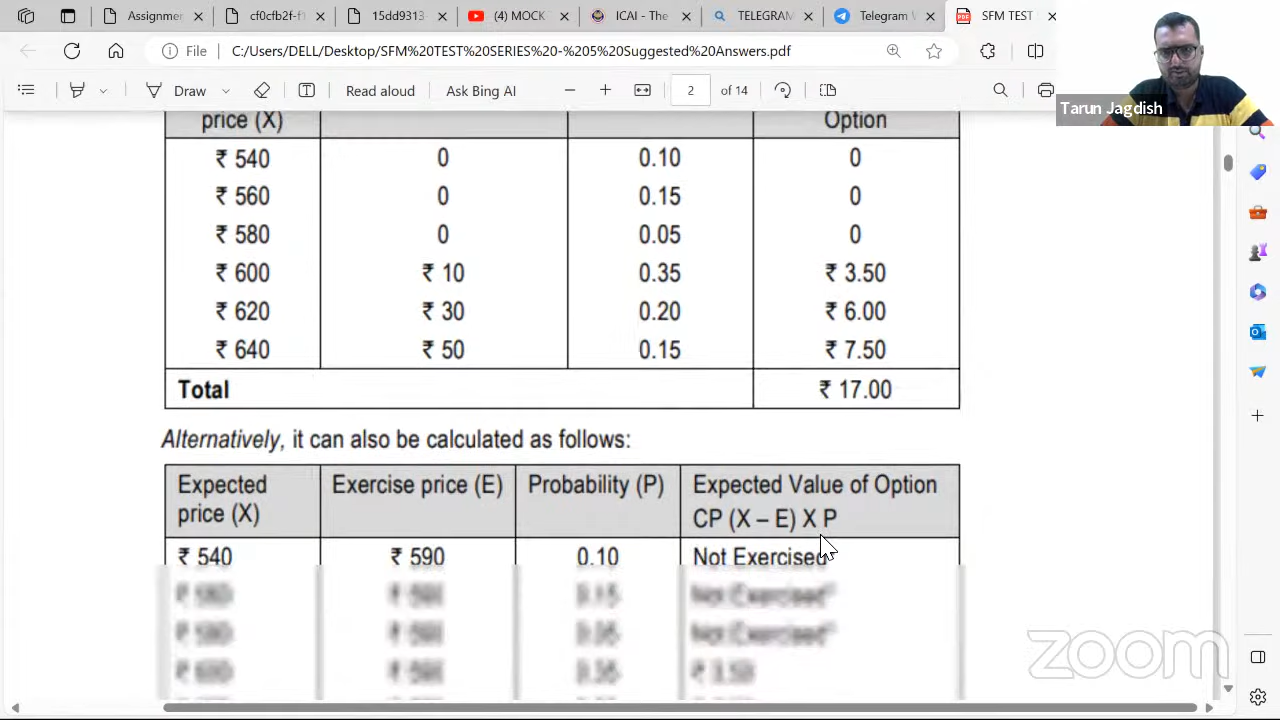 Assignmer
cf0cfbf2-f
15dd9313
(4) MOCK
ICAI - The
TELEGRAM
Telegram
SFM TEST
File C:/Users/DELL/Desktop/SFM%20TEST%20SERIES%20-%205%20Suggested%20Answers.pdf
Draw Read aloud Ask Bing AI 2 of 14
Tarun Jagdish
price (X) Option
₹ 540 0 0.10 0
₹ 560 0 0.15 0
₹ 580 0 0.05 0
₹ 600 ₹ 10 0.35 ₹ 3.50
₹ 620 ₹ 30 0.20 ₹ 6.00
₹ 640 ₹ 50 0.15 ₹ 7.50
Total ₹ 17.00
Alternatively, it can also be calculated as follows:
Expected Exercise price (E) Probability (P) Expected Value of Option
price (X) CP (X – E) X P
₹ 540 ₹ 590 0.10 Not Exercised
zoom